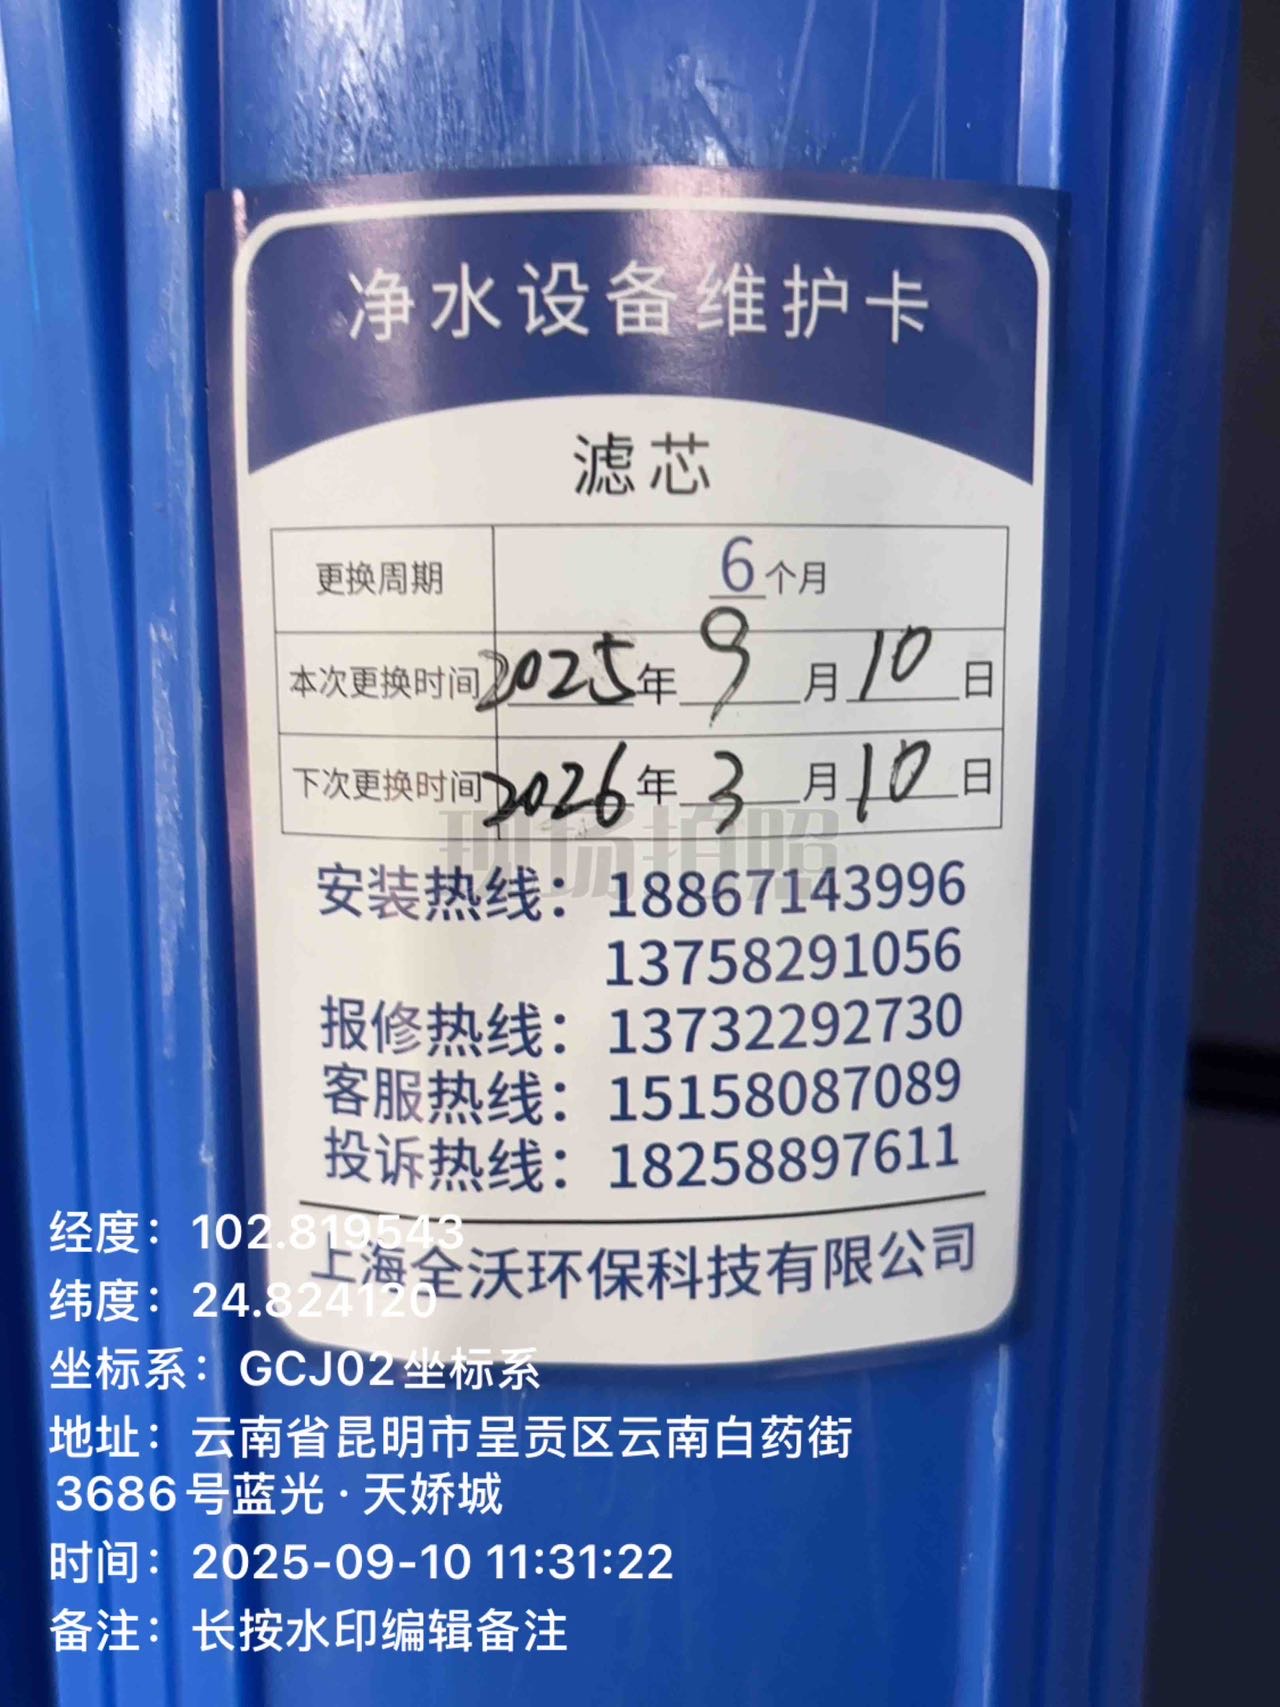 净水设备维护卡
滤芯
更换周期 6个月
本次更换时间 2025年 9 月 10 日
下次更换时间 2026年 3 月 10 日
现场拍照
安装热线：18867143996
13758291056
报修热线：13732292730
客服热线：15158087089
投诉热线：18258897611
上海全沃环保科技有限公司
经度：102.819543
纬度：24.824120
坐标系：GCJ02坐标系
地址：云南省昆明市呈贡区云南白药街
3686号蓝光·天娇城
时间：2025-09-10 11:31:22
备注：长按水印编辑备注